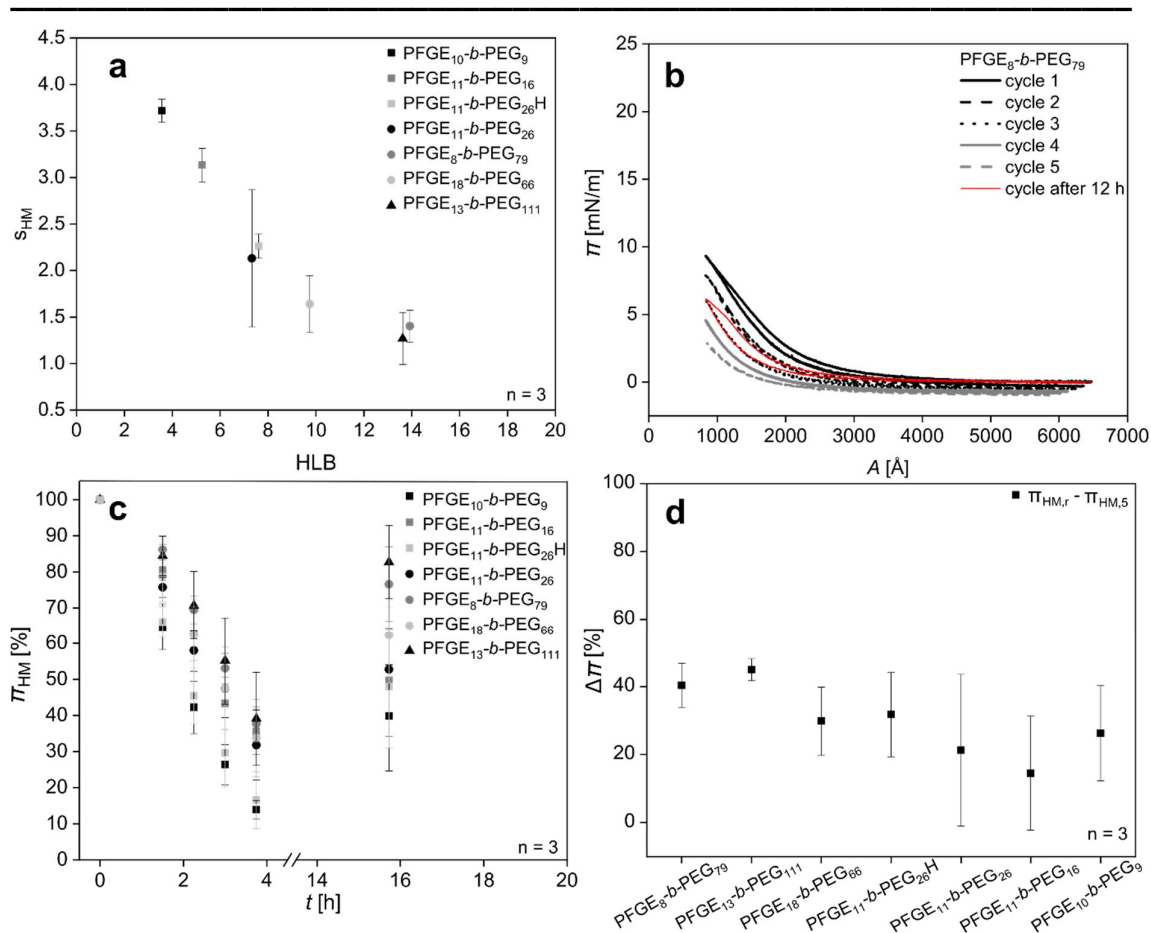 a
4.5
4.0
3.5
3.0
2.5
2.0
1.5
1.0
0.5
s_HM
0 2 4 6 8 10 12 14 16 18 20
HLB
PFGE10-b-PEG9
PFGE11-b-PEG16
PFGE11-b-PEG26H
PFGE11-b-PEG26
PFGE8-b-PEG79
PFGE18-b-PEG66
PFGE13-b-PEG111
n = 3
b
25
20
15
10
5
0
π [mN/m]
0 1000 2000 3000 4000 5000 6000 7000
A [Å]
PFGE8-b-PEG79
cycle 1
cycle 2
cycle 3
cycle 4
cycle 5
cycle after 12 h
c
100
90
80
70
60
50
40
30
20
10
0
π_HM [%]
0 2 4 14 16 18 20
t [h]
PFGE10-b-PEG9
PFGE11-b-PEG16
PFGE11-b-PEG26H
PFGE11-b-PEG26
PFGE8-b-PEG79
PFGE18-b-PEG66
PFGE13-b-PEG111
n = 3
d
100
80
60
40
20
0
Δπ [%]
π_HM,r - π_HM,5
n = 3
PFGE8-b-PEG79
PFGE13-b-PEG111
PFGE18-b-PEG66
PFGE11-b-PEG26H
PFGE11-b-PEG26
PFGE11-b-PEG16
PFGE10-b-PEG9